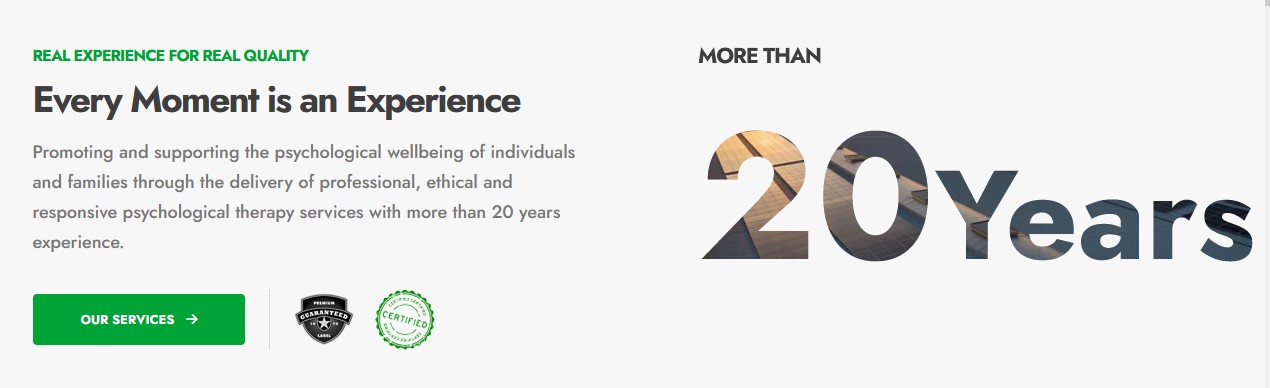 REAL EXPERIENCE FOR REAL QUALITY
Every Moment is an Experience
Promoting and supporting the psychological wellbeing of individuals
and families through the delivery of professional, ethical and
responsive psychological therapy services with more than 20 years
experience.
OUR SERVICES
PREMIUM
GUARANTEED
LABEL
CERTIFIED
MORE THAN
20Years